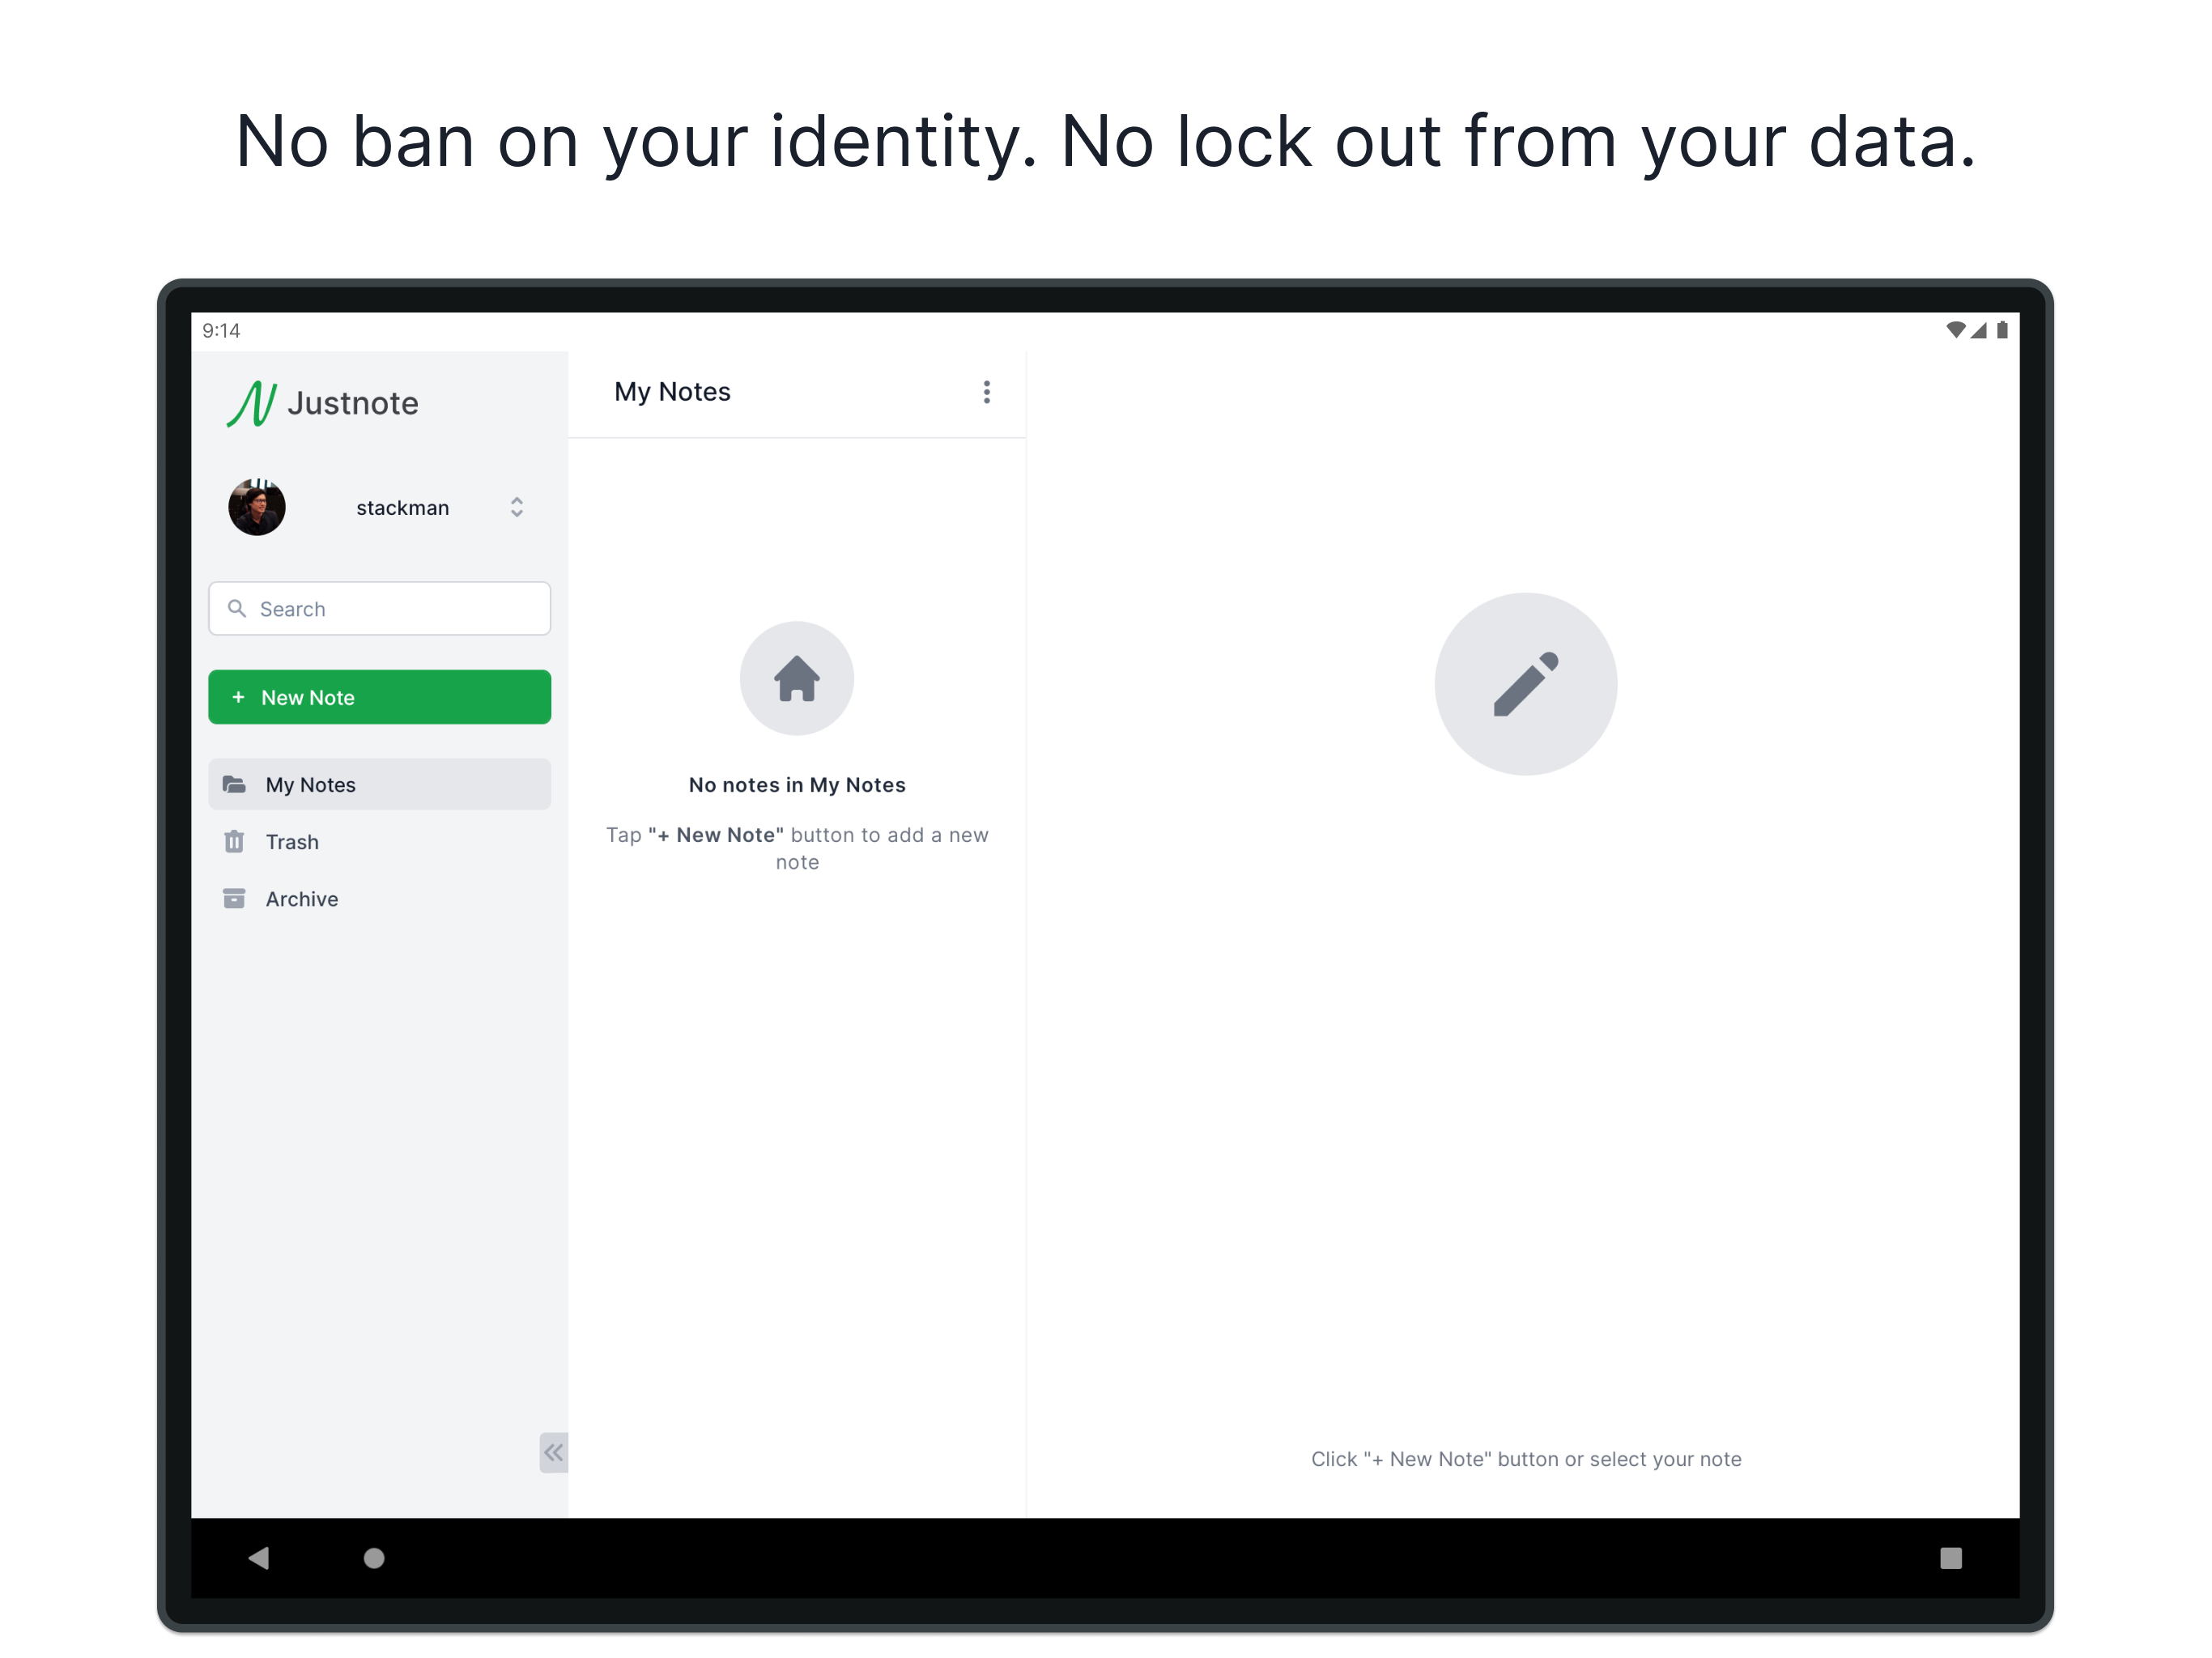 No ban on your identity. No lock out from your data.
9:14
Justnote
stackman
Search
+ New Note
My Notes
Trash
Archive
My Notes
No notes in My Notes
Tap "+ New Note" button to add a new
note
Click "+ New Note" button or select your note